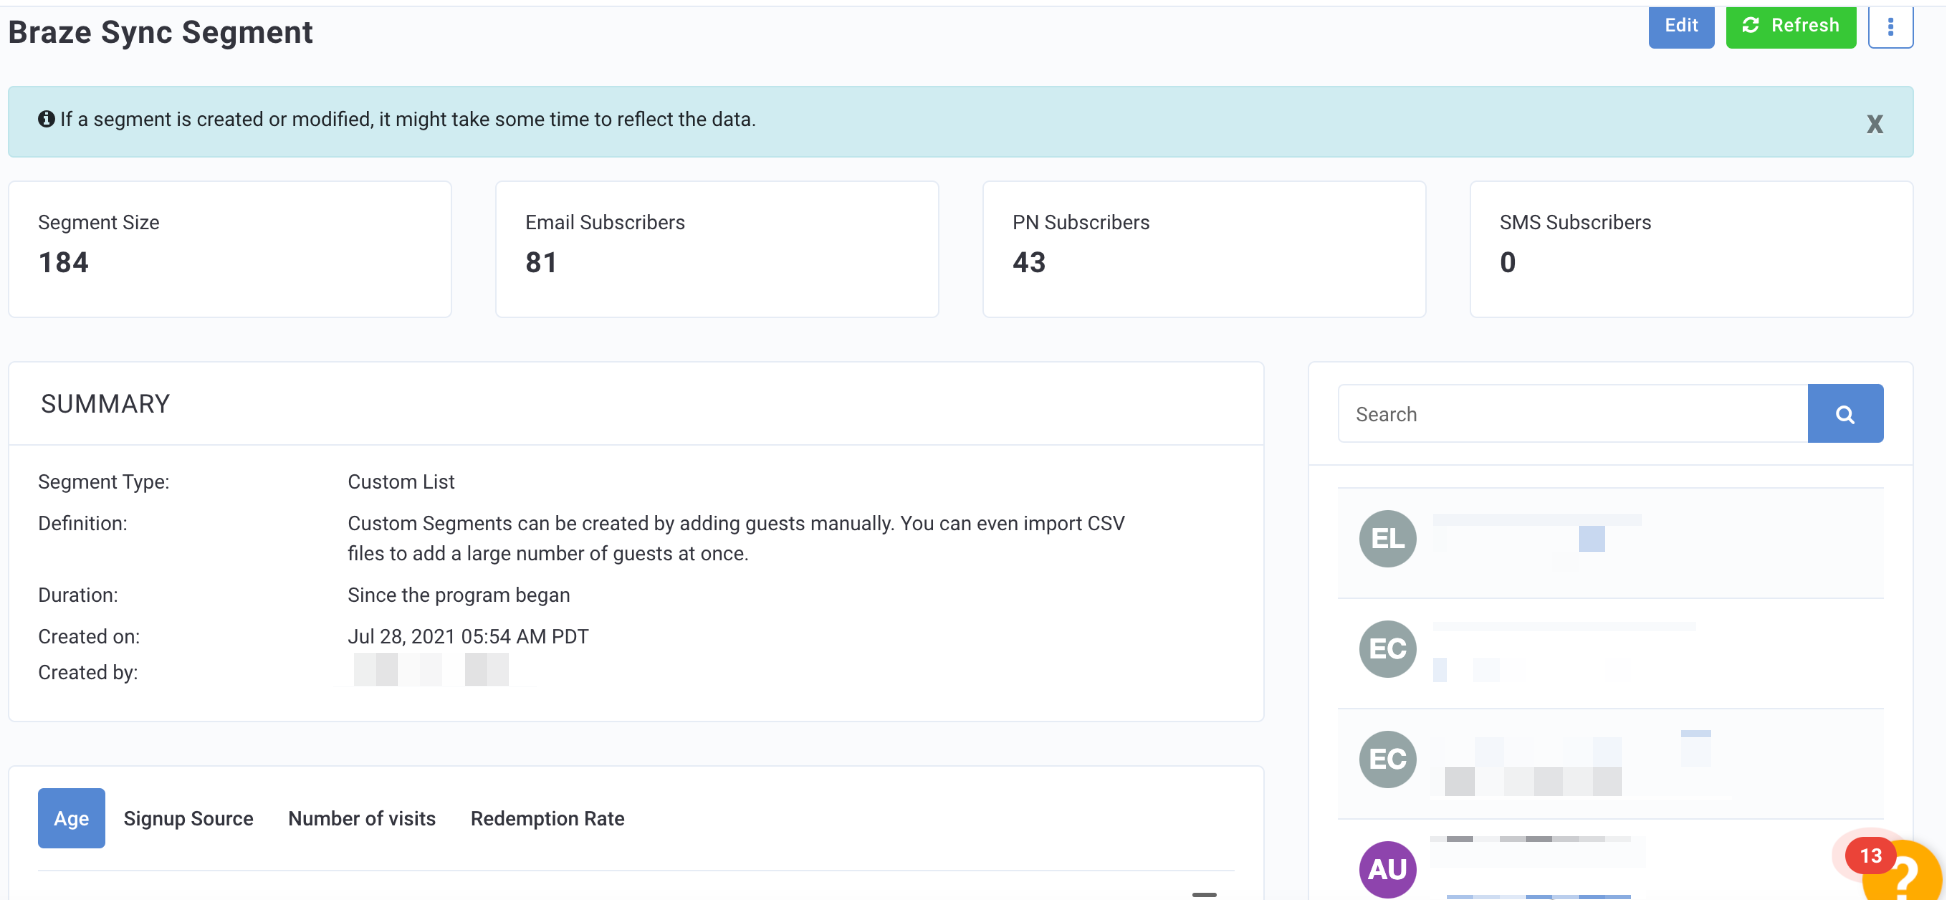 Braze Sync Segment
Edit
Refresh
If a segment is created or modified, it might take some time to reflect the data.
X
Segment Size
184
Email Subscribers
81
PN Subscribers
43
SMS Subscribers
0
SUMMARY
Segment Type: Custom List
Definition: Custom Segments can be created by adding guests manually. You can even import CSV
files to add a large number of guests at once.
Duration: Since the program began
Created on: Jul 28, 2021 05:54 AM PDT
Created by:
Age Signup Source Number of visits Redemption Rate
Search
EL
EC
EC
AU
13
?